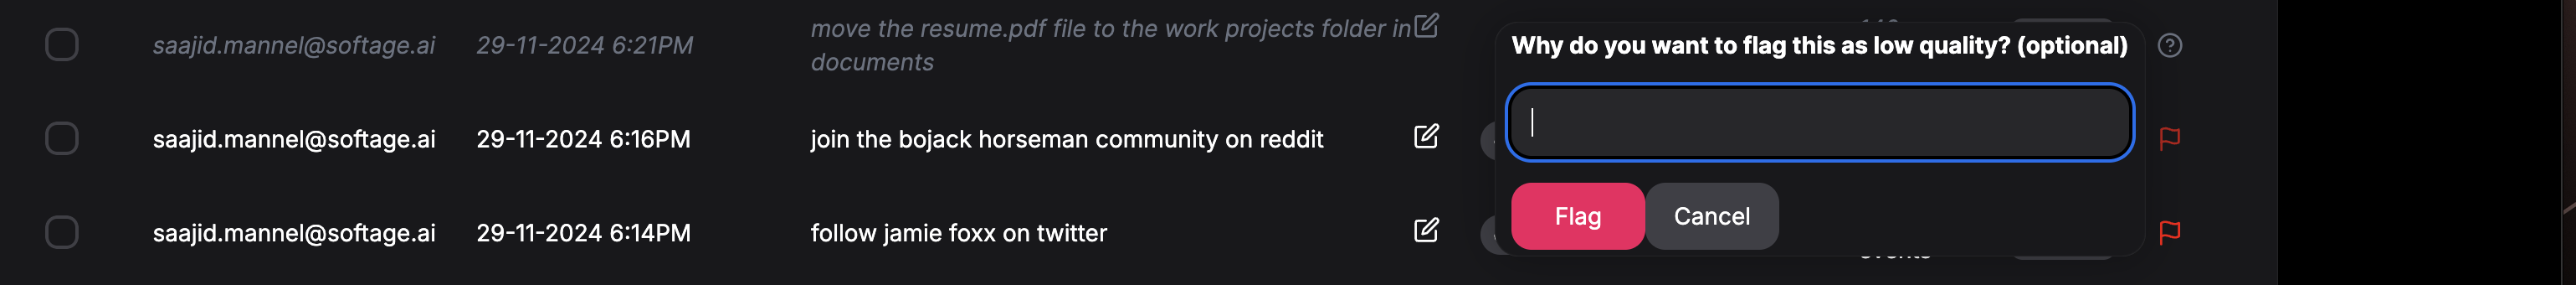 saajid.mannel@softage.ai 29-11-2024 6:21PM move the resume.pdf file to the work projects folder in
documents
Why do you want to flag this as low quality? (optional)
saajid.mannel@softage.ai 29-11-2024 6:16PM join the bojack horseman community on reddit
saajid.mannel@softage.ai 29-11-2024 6:14PM follow jamie foxx on twitter
Flag Cancel